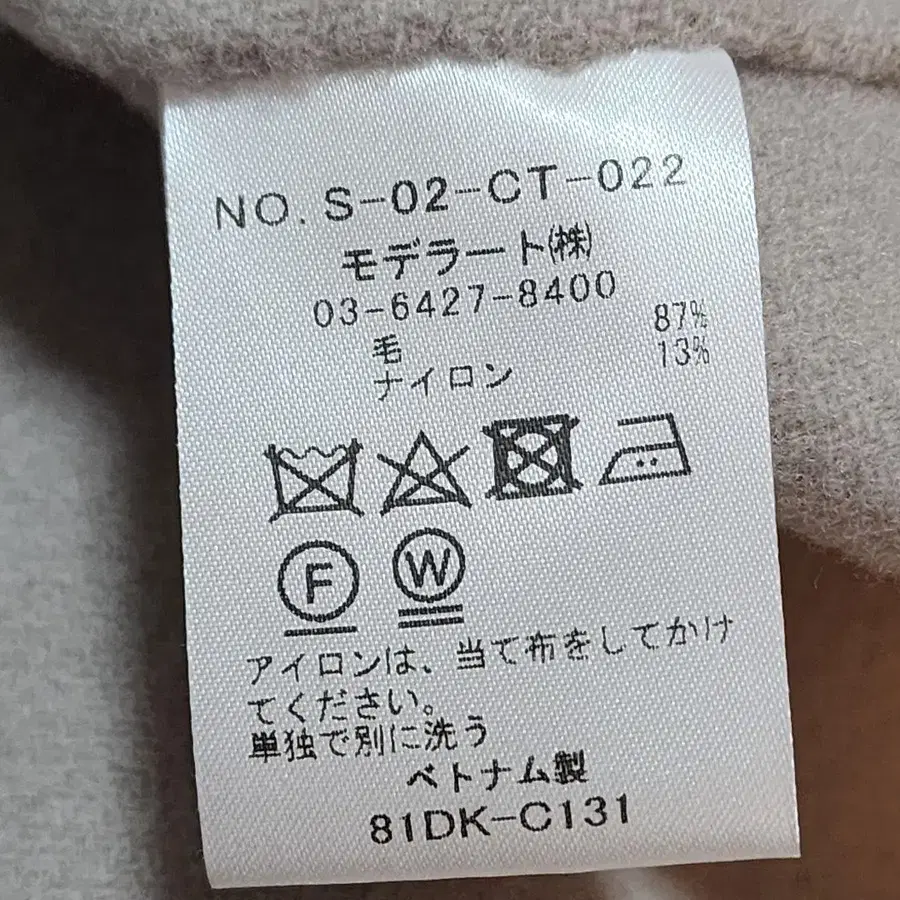 NO. S-02-CT-022
モデラート㈱
03-6427-8400
毛 87%
ナイロン 13%
F W
アイロンは、当て布をしてかけ
てください。
単独で別に洗う
ベトナム製
81DK-C131